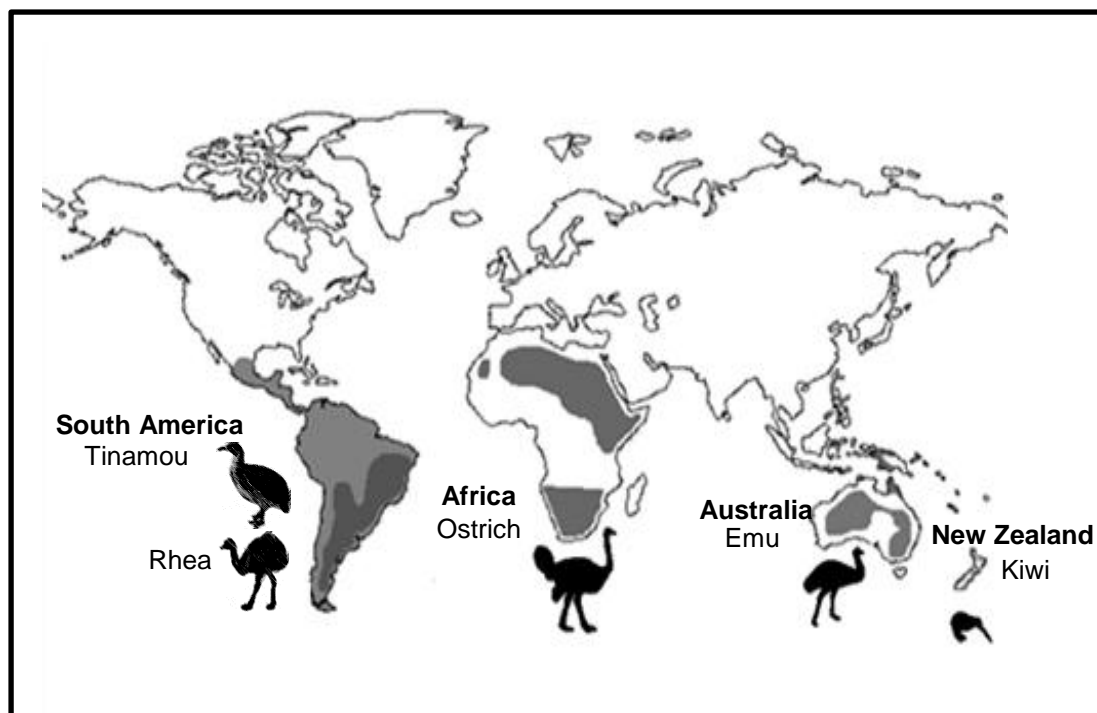 South America
Tinamou
Rhea
Africa
Ostrich
Australia
Emu
New Zealand
Kiwi